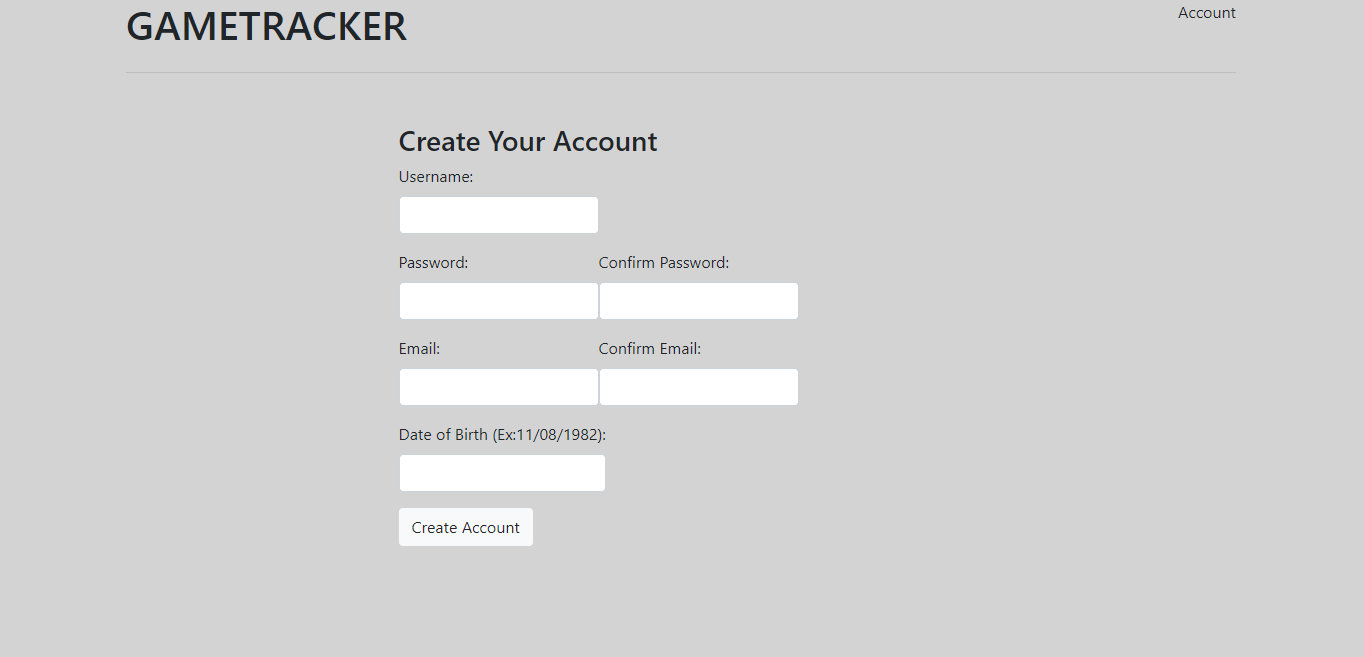 GAMETRACKER
Account
Create Your Account
Username:
Password: Confirm Password:
Email: Confirm Email:
Date of Birth (Ex:11/08/1982):
Create Account